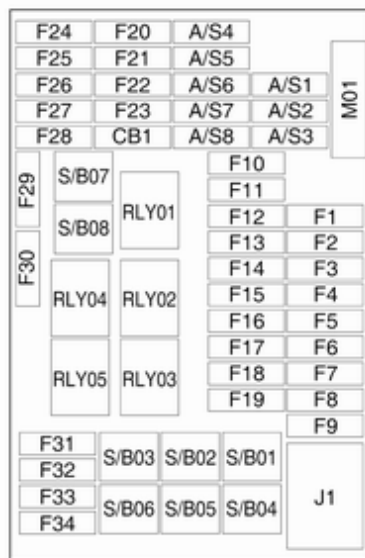 F24 F20 A/S4
F25 F21 A/S5
F26 F22 A/S6 A/S1
F27 F23 A/S7 A/S2
F28 CB1 A/S8 A/S3
M01
F29
S/B07
RLY01
F10
F11
S/B08
F12 F1
F30
F13 F2
RLY04 RLY02
F14 F3
F15 F4
F16 F5
RLY05 RLY03
F17 F6
F18 F7
F19 F8
F9
F31
F32
S/B03 S/B02 S/B01
F33
F34
S/B06 S/B05 S/B04
J1